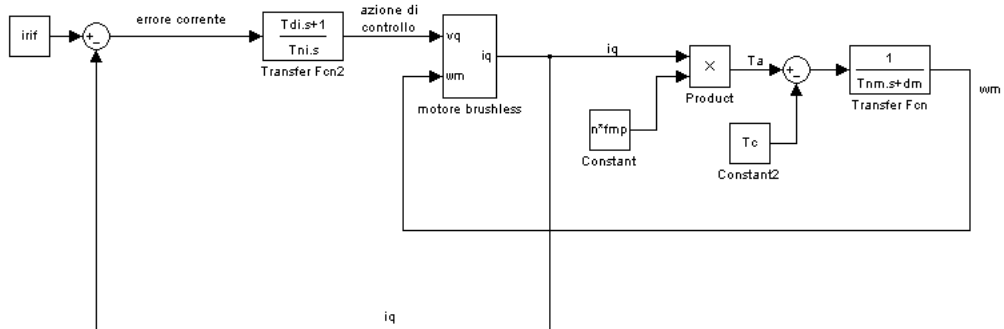 irif
errore corrente
Tdi.s+1
Tni.s
Transfer Fcn2
azione di
controllo
vq
wm
iq
motore brushless
iq
n*fmp
Constant
×
Product
Ta
Tc
Constant2
1
Tnm.s+dm
Transfer Fcn
wm
iq